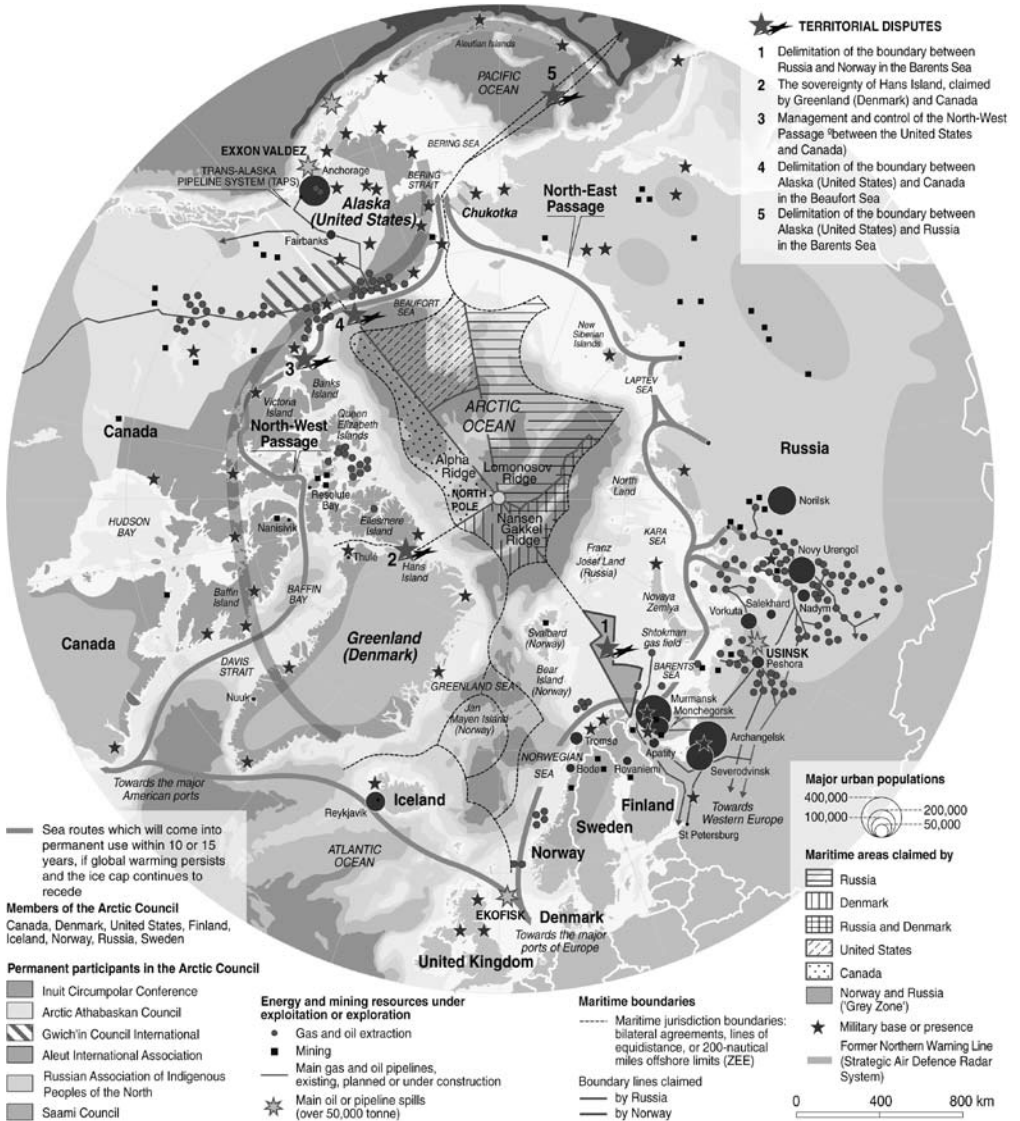 TERRITORIAL DISPUTES
1 Delimitation of the boundary between
Russia and Norway in the Barents Sea
2 The sovereignty of Hans Island, claimed
by Greenland (Denmark) and Canada
3 Management and control of the North-West
Passage between the United States
and Canada)
4 Delimitation of the boundary between
Alaska (United States) and Canada
in the Beaufort Sea
5 Delimitation of the boundary between
Alaska (United States) and Russia
in the Barents Sea
Aleutian Islands
PACIFIC
OCEAN
5
BERING SEA
BERING
STRAIT
EXXON VALDEZ
TRANS-ALASKA
PIPELINE SYSTEM (TAPS)
Anchorage
Alaska
(United States)
Fairbanks
Chukotka
North-East
Passage
BEAUFORT
SEA
4
3
New
Siberian
Islands
LAPTEV
SEA
Banks
Island
Victoria
Island
Queen
Elizabeth
Islands
North-West
Passage
Canada
ARCTIC
OCEAN
Alpha
Ridge
Lomonosov
Ridge
NORTH
POLE
Nansen
Gakkel
Ridge
North
Land
Russia
Resolute
Bay
Nanisivik
Ellesmere
Island
HUDSON
BAY
Thulé
2
Hans
Island
Franz
Josef Land
(Russia)
KARA
SEA
Norilsk
Novy Urengoï
Baffin
Island
BAFFIN
BAY
Novaya
Zemlya
Vorkuta
Salekhard
Nadym
Canada
Greenland
(Denmark)
Svalbard
(Norway)
1
Shtokman
gas field
USINSK
Peshora
DAVIS
STRAIT
Bear
Island
(Norway)
BARENTS
SEA
GREENLAND SEA
Nuuk
Jan
Mayen Island
(Norway)
Murmansk
Monchegorsk
Archangelsk
Tromsø
Apatity
NORWEGIAN
SEA
Bodø
Rovaniemi
Severodvinsk
Towards the major
American ports
Reykjavik
Iceland
Finland
Sweden
Towards
Western Europe
St Petersburg
Norway
ATLANTIC
OCEAN
EKOFISK
Denmark
Towards the major
ports of Europe
United Kingdom
Sea routes which will come into
permanent use within 10 or 15
years, if global warming persists
and the ice cap continues to
recede
Members of the Arctic Council
Canada, Denmark, United States, Finland,
Iceland, Norway, Russia, Sweden
Permanent participants in the Arctic Council
Inuit Circumpolar Conference
Arctic Athabaskan Council
Gwich'in Council International
Aleut International Association
Russian Association of Indigenous
Peoples of the North
Saami Council
Energy and mining resources under
exploitation or exploration
Gas and oil extraction
Mining
Main gas and oil pipelines,
existing, planned or under construction
Main oil or pipeline spills
(over 50,000 tonne)
Maritime boundaries
Maritime jurisdiction boundaries:
bilateral agreements, lines of
equidistance, or 200-nautical
miles offshore limits (ZEE)
Boundary lines claimed
by Russia
by Norway
Major urban populations
400,000
200,000
100,000
50,000
Maritime areas claimed by
Russia
Denmark
Russia and Denmark
United States
Canada
Norway and Russia
('Grey Zone')
Military base or presence
Former Northern Warning Line
(Strategic Air Defence Radar
System)
0 400 800 km